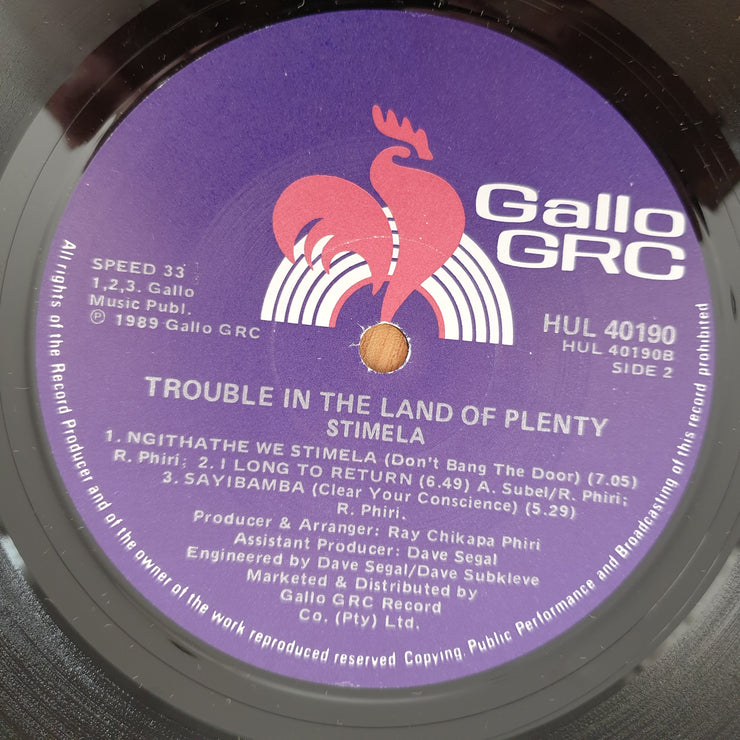 Gallo
GRC
SPEED 33
1,2,3. Gallo
Music Publ.
Ⓟ 1989 Gallo GRC
HUL 40190
HUL 40190B
SIDE 2
TROUBLE IN THE LAND OF PLENTY
STIMELA
1. NGITHATHE WE STIMELA (Don't Bang The Door) (7.05)
R. Phiri; 2. I LONG TO RETURN (6.49) A. Subel/R. Phiri;
3. SAYIBAMBA (Clear Your Conscience) (5.29)
R. Phiri.
Producer & Arranger: Ray Chikapa Phiri
Assistant Producer: Dave Segal
Engineered by Dave Segal/Dave Subkleve
Marketed & Distributed by
Gallo GRC Record
Co. (Pty) Ltd.
All rights of the Record Producer and of the owner of the work reproduced reserved Copying, Public Performance and Broadcasting of this record prohibited